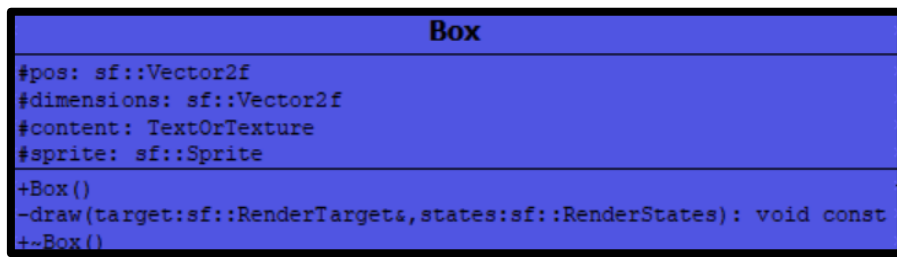 Box
#pos: sf::Vector2f
#dimensions: sf::Vector2f
#content: TextOrTexture
#sprite: sf::Sprite
+Box()
-draw(target:sf::RenderTarget&,states:sf::RenderStates): void const
+~Box()